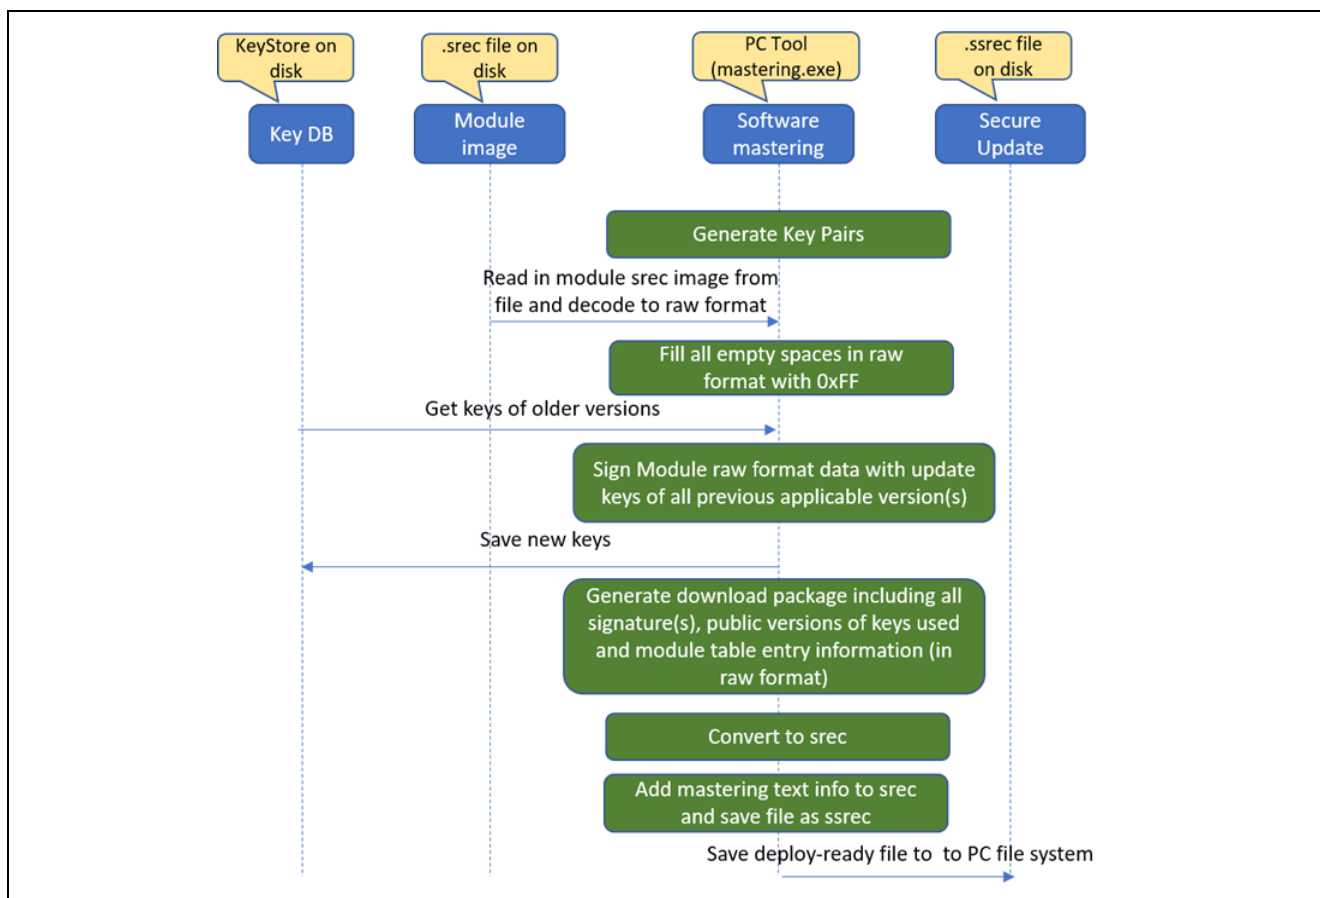 KeyStore on
disk
.srec file on
disk
PC Tool
(mastering.exe)
.ssrec file
on disk
Key DB
Module
image
Software
mastering
Secure
Update
Generate Key Pairs
Read in module srec image from
file and decode to raw format
Fill all empty spaces in raw
format with 0xFF
Get keys of older versions
Sign Module raw format data with update
keys of all previous applicable version(s)
Save new keys
Generate download package including all
signature(s), public versions of keys used
and module table entry information (in
raw format)
Convert to srec
Add mastering text info to srec
and save file as ssrec
Save deploy-ready file to to PC file system